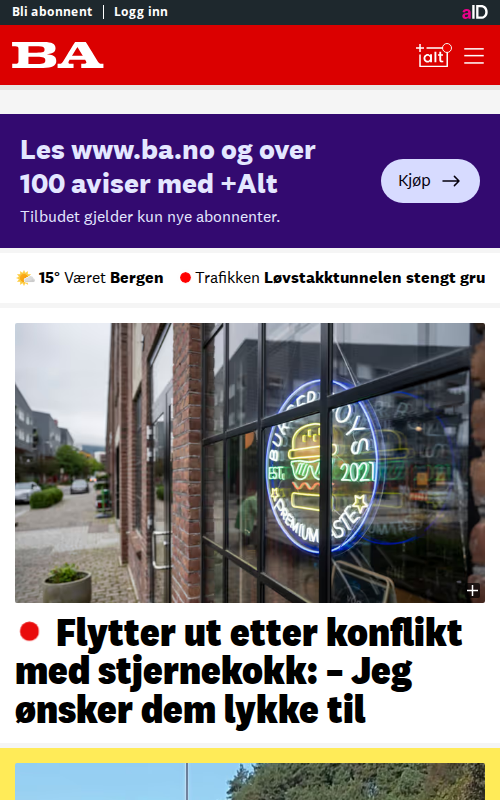 Bli abonnent | Logg inn
aID
BA
+alt
Les www.ba.no og over
100 aviser med +Alt
Tilbudet gjelder kun nye abonnenter.
Kjøp →
15° Været Bergen
Trafikken Løvstakktunnelen stengt gru
BURGER BOYS
ESTC 2021
PREMIUM TASTE
+
Flytter ut etter konflikt
med stjernekokk: – Jeg
ønsker dem lykke til